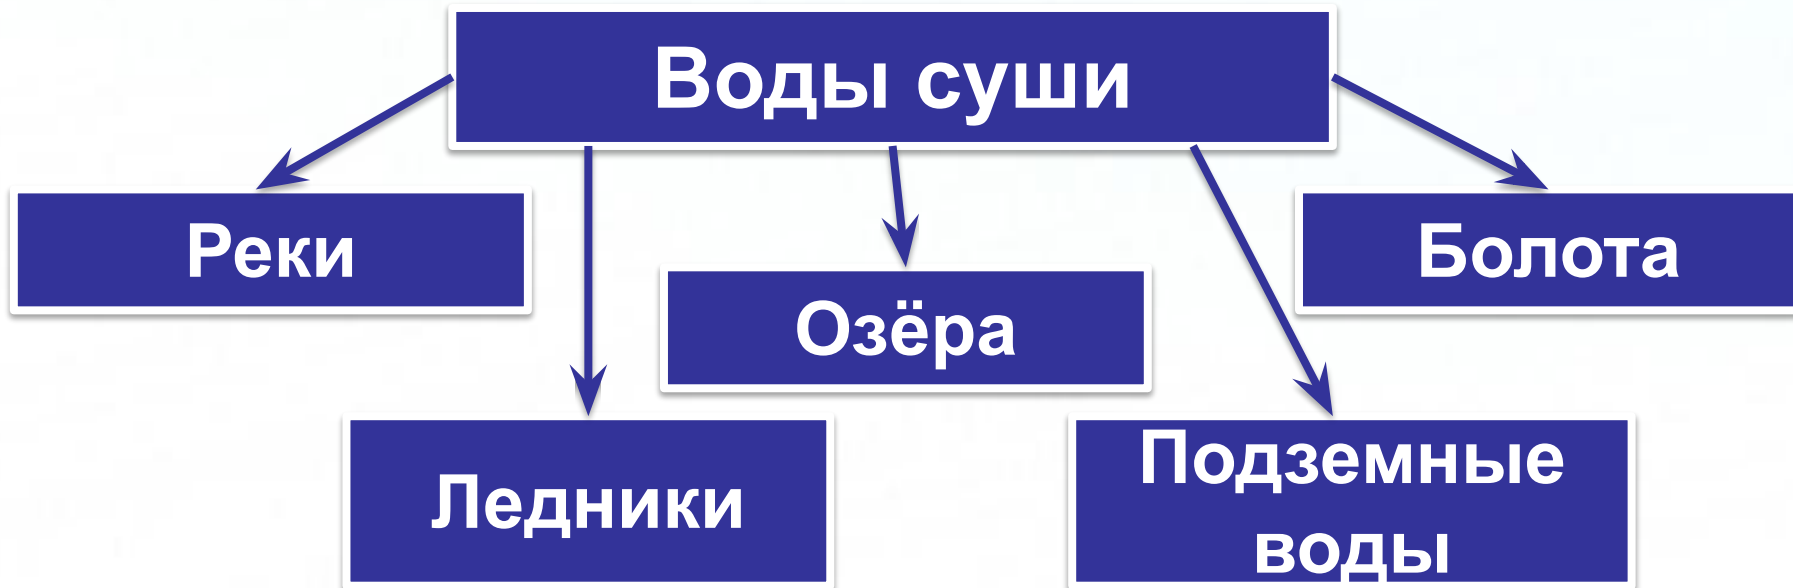 Воды суши
Реки
Болота
Озёра
Ледники
Подземные
воды